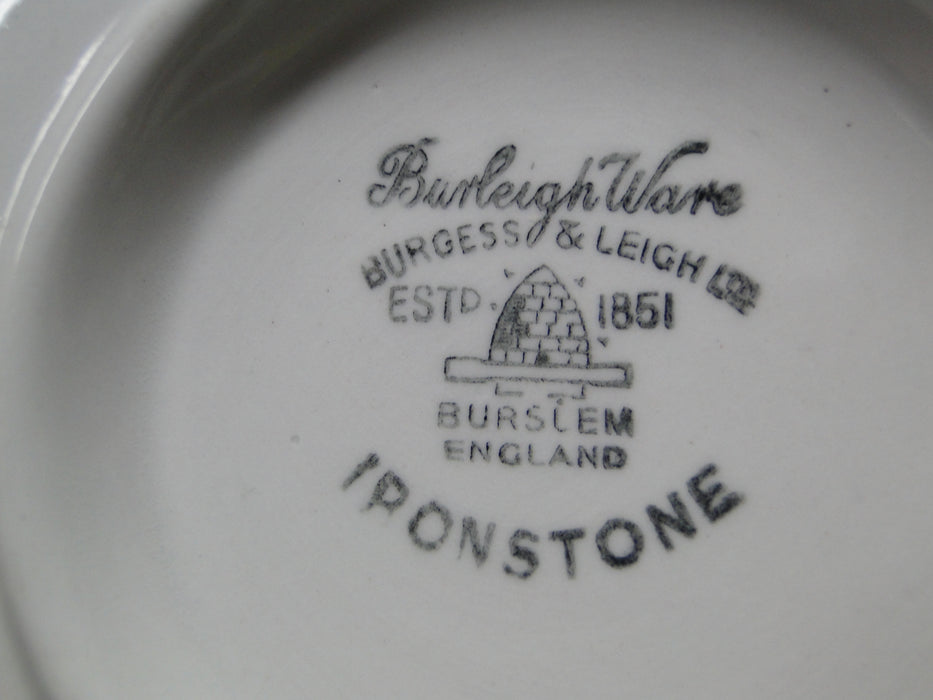 Burleigh Ware
BURGESS & LEIGH LTD
ESTD. 1851
BURSLEM
ENGLAND
IRONSTONE